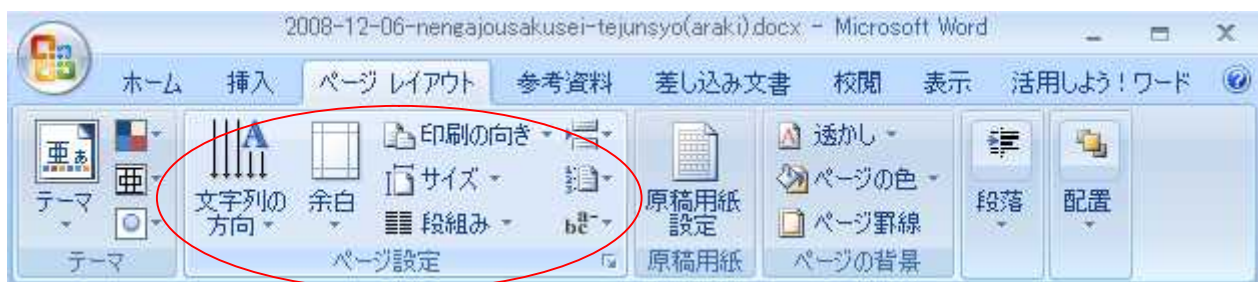 2008-12-06-nengajousakusei-tejunsyo(araki).docx - Microsoft Word
ホーム 挿入 ページ レイアウト 参考資料 差し込み文書 校閲 表示 活用しよう！ワード
亜あ
テーマ
亜
文字列の
方向
余白
印刷の向き
サイズ
段組み
bc a-
ページ設定
原稿用紙
設定
原稿用紙
透かし
ページの色
ページ罫線
ページの背景
段落
配置
テーマ